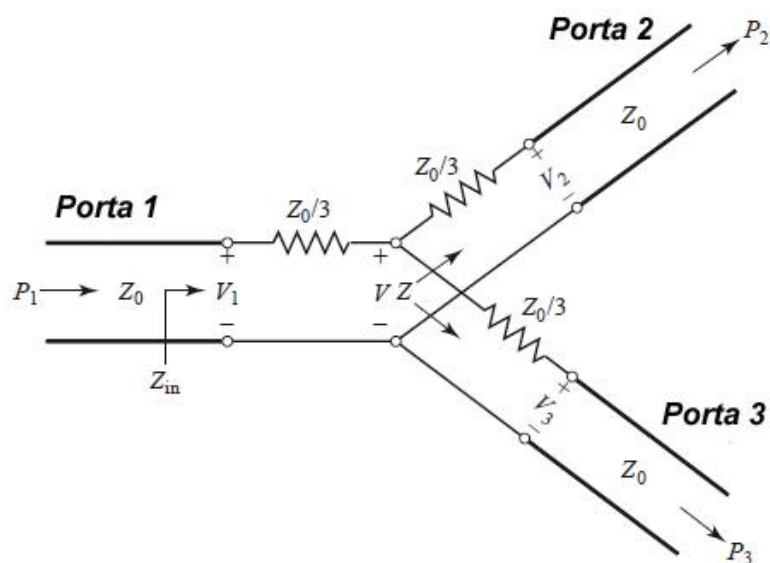 Porta 2
P₂
Z₀
Z₀/3
+
V₂
–
Porta 1
Z₀/3
+
+
P₁
Z₀
V₁
V
Z
Z₀/3
–
–
Zin
+
V₃
–
Porta 3
Z₀
P₃